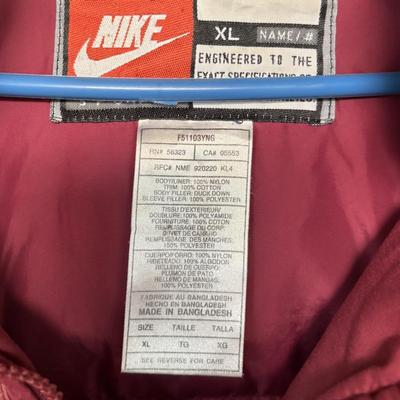 NIKE
XL NAME/#
ENGINEERED TO THE
EXACT SPECIFICATIONS OF
F51103YNG
RN# 56323 CA# 05553
RFC# NME 920220 KL4
BODY/LINER: 100% NYLON
TRIM: 100% COTTON
BODY FILLER: DUCK DOWN
SLEEVE FILLER: 100% POLYESTER
TISSU D'EXTERIEUR/
DOUBLURE: 100% POLYAMIDE
FOURNITURE: 100% COTON
REMPLISSAGE DU CORP:
DUVET DE CANARD
REMPLISSAGE DES MANCHES:
100% POLYESTER
CUERPO/FORRO: 100% NYLON
RIBETEADO: 100% ALGODON
RELLENO DE CUERPO:
PLUMON DE PATO
RELLENO DE MANGAS:
100% POLYESTER
FABRIQUE AU BANGLADESH
HECHO EN BANGLADESH
MADE IN BANGLADESH
SIZE TAILLE TALLA
XL TG XG
SEE REVERSE FOR CARE